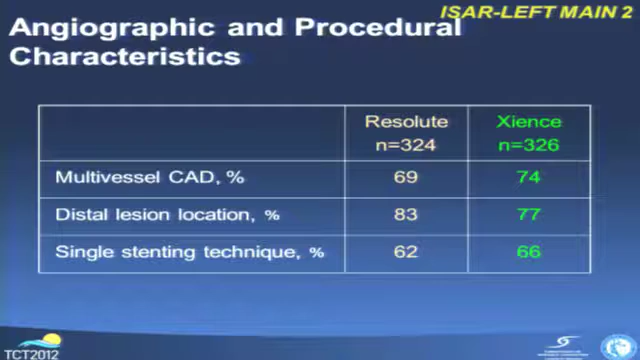 ISAR-LEFT MAIN 2
Angiographic and Procedural
Characteristics
Resolute Xience
n=324 n=326
Multivessel CAD, % 69 74
Distal lesion location, % 83 77
Single stenting technique, % 62 66
TCT2012